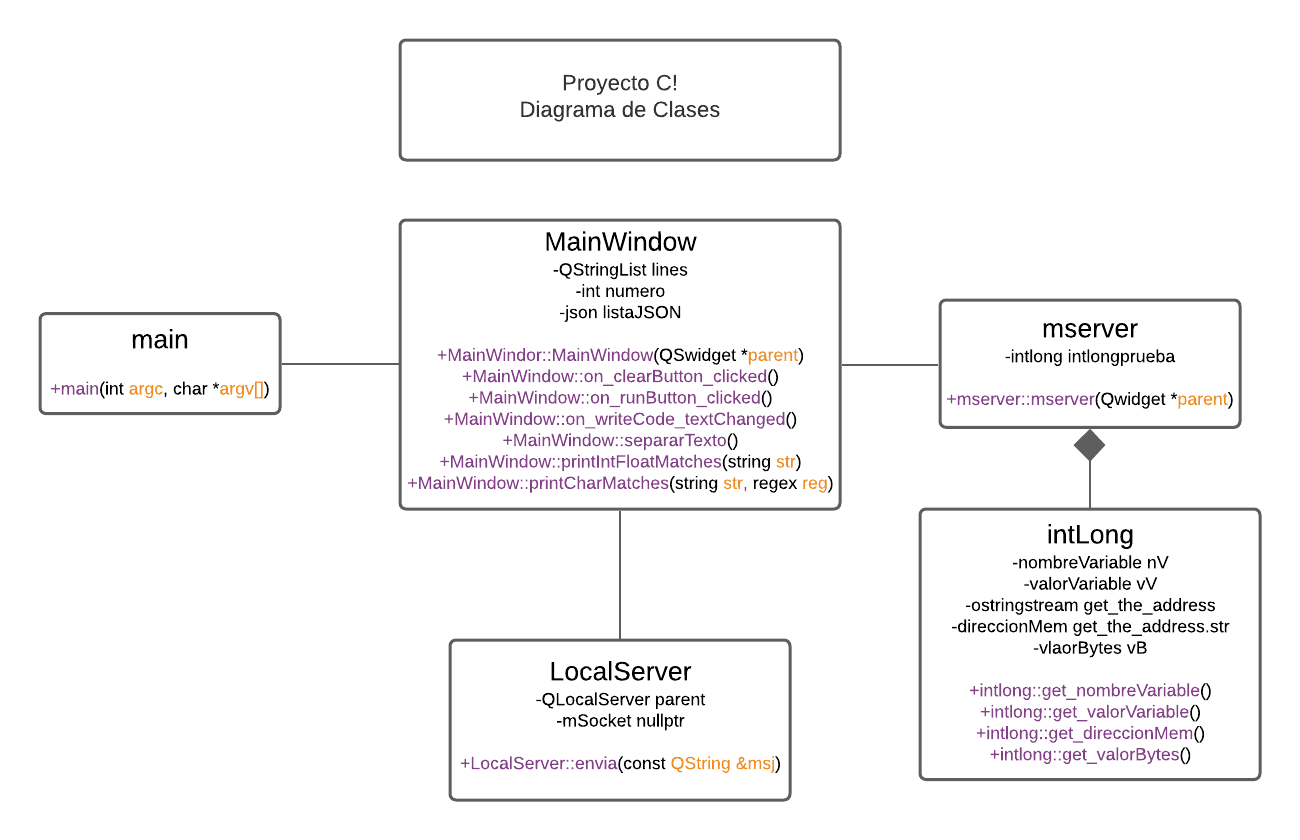 Proyecto C!
Diagrama de Clases
MainWindow
-QStringList lines
-int numero
-json listaJSON
+MainWindor::MainWindow(QSwidget *parent)
+MainWindow::on_clearButton_clicked()
+MainWindow::on_runButton_clicked()
+MainWindow::on_writeCode_textChanged()
+MainWindow::separarTexto()
+MainWindow::printIntFloatMatches(string str)
+MainWindow::printCharMatches(string str, regex reg)
main
+main(int argc, char *argv[])
mserver
-intlong intlongprueba
+mserver::mserver(Qwidget *parent)
intLong
-nombreVariable nV
-valorVariable vV
-ostringstream get_the_address
-direccionMem get_the_address.str
-vlaorBytes vB
+intlong::get_nombreVariable()
+intlong::get_valorVariable()
+intlong::get_direccionMem()
+intlong::get_valorBytes()
LocalServer
-QLocalServer parent
-mSocket nullptr
+LocalServer::envia(const QString &msj)